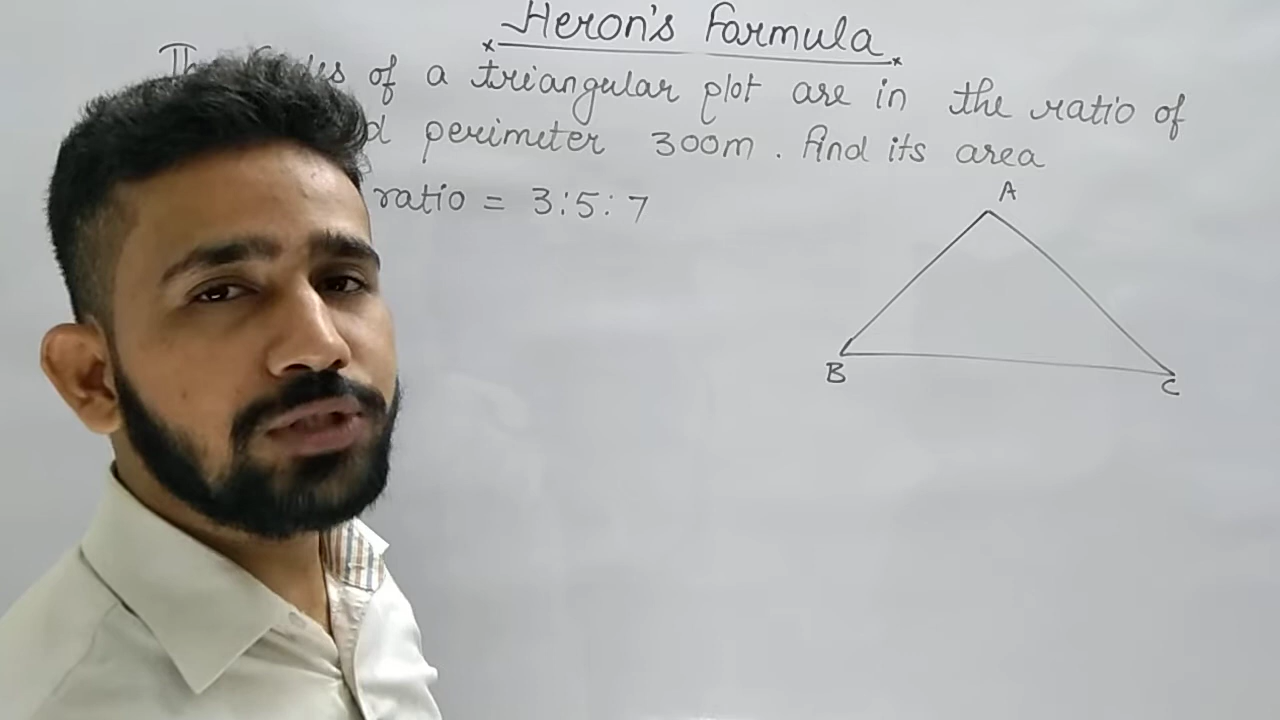 Heron's Formula
of a triangular plot are in the ratio of
perimeter 300m. find its area
ratio = 3:5:7
A
B
C